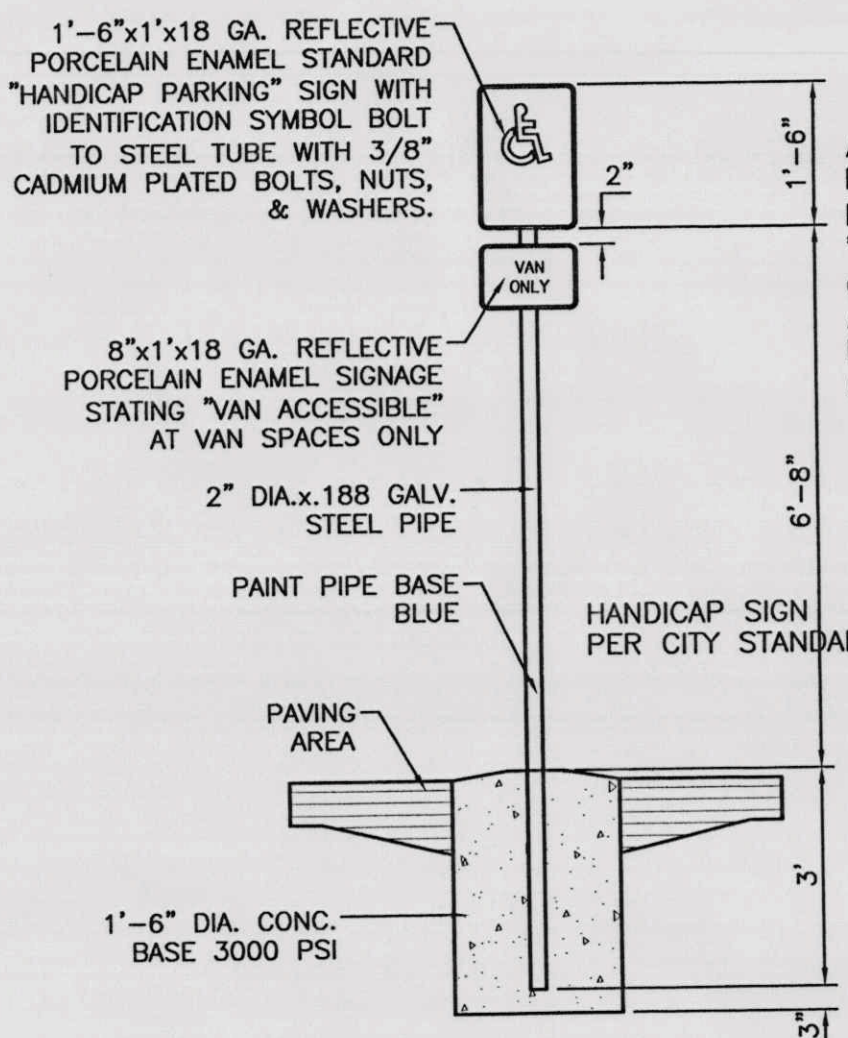 1'-6"x1'x18 GA. REFLECTIVE
PORCELAIN ENAMEL STANDARD
"HANDICAP PARKING" SIGN WITH
IDENTIFICATION SYMBOL BOLT
TO STEEL TUBE WITH 3/8"
CADMIUM PLATED BOLTS, NUTS,
& WASHERS.
1'-6"
2"
VAN
ONLY
8"x1'x18 GA. REFLECTIVE
PORCELAIN ENAMEL SIGNAGE
STATING "VAN ACCESSIBLE"
AT VAN SPACES ONLY
2" DIA.x.188 GALV.
STEEL PIPE
6'-8"
PAINT PIPE BASE
BLUE
HANDICAP SIGN
PER CITY
PAVING
AREA
3'
1'-6" DIA. CONC.
BASE 3000 PSI
3"